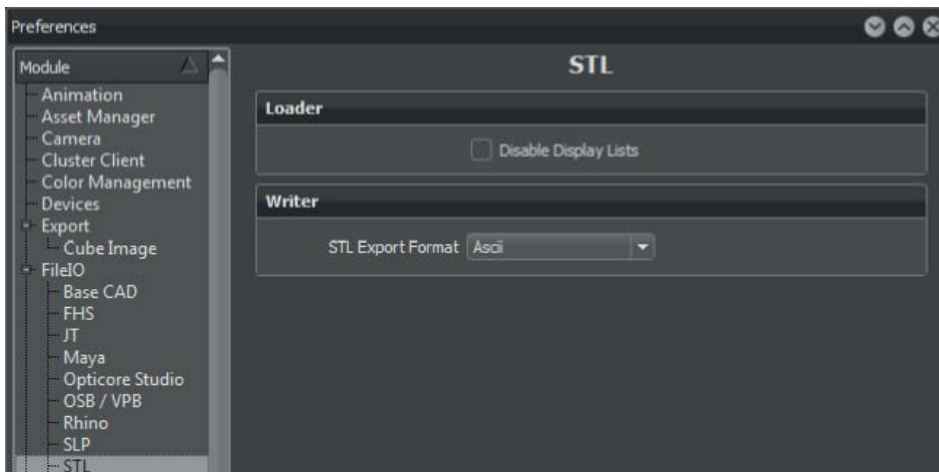 Preferences
Module
Animation
Asset Manager
Camera
Cluster Client
Color Management
Devices
Export
Cube Image
FileIO
Base CAD
FHS
JT
Maya
Opticore Studio
OSB / VPB
Rhino
SLP
STL
STL
Loader
Disable Display Lists
Writer
STL Export Format Ascii